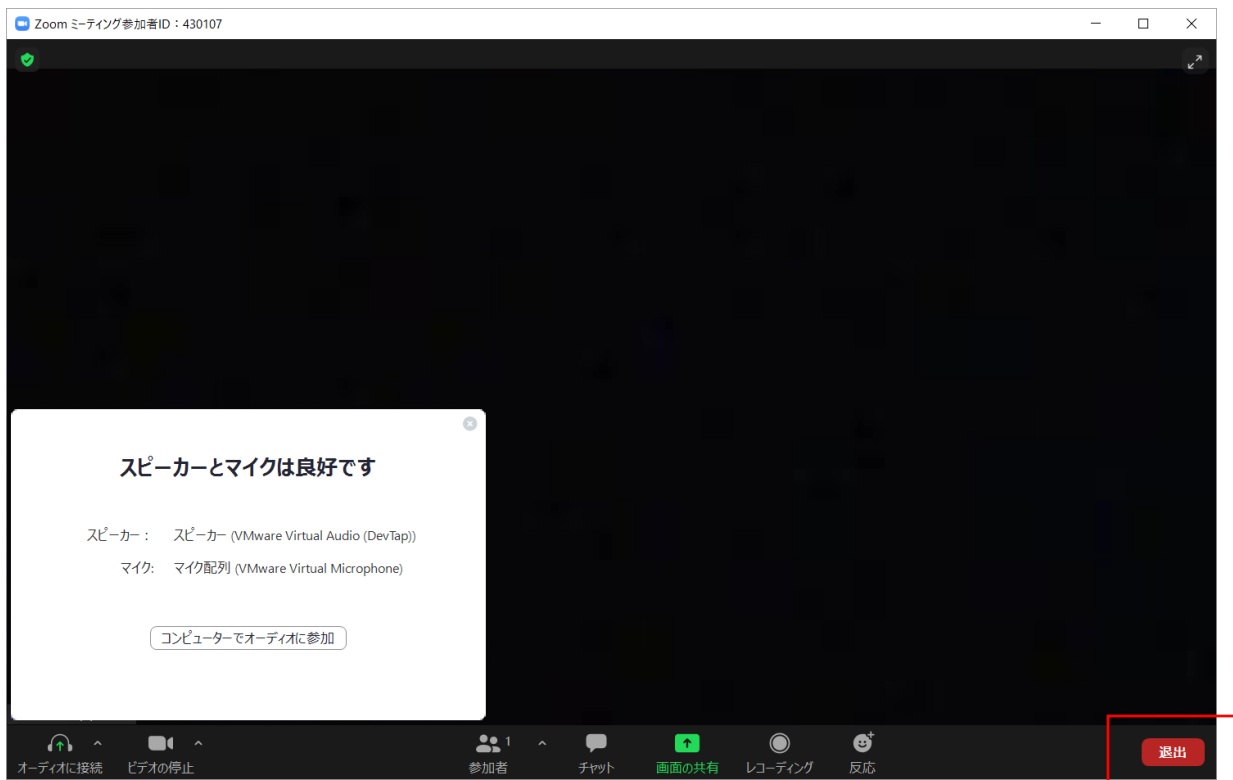 Zoom ミーティング参加者ID：430107
スピーカーとマイクは良好です
スピーカー： スピーカー (VMware Virtual Audio (DevTap))
マイク: マイク配列 (VMware Virtual Microphone)
コンピューターでオーディオに参加
オーディオに接続 ビデオの停止 参加者 1 チャット 画面の共有 レコーディング 反応 退出